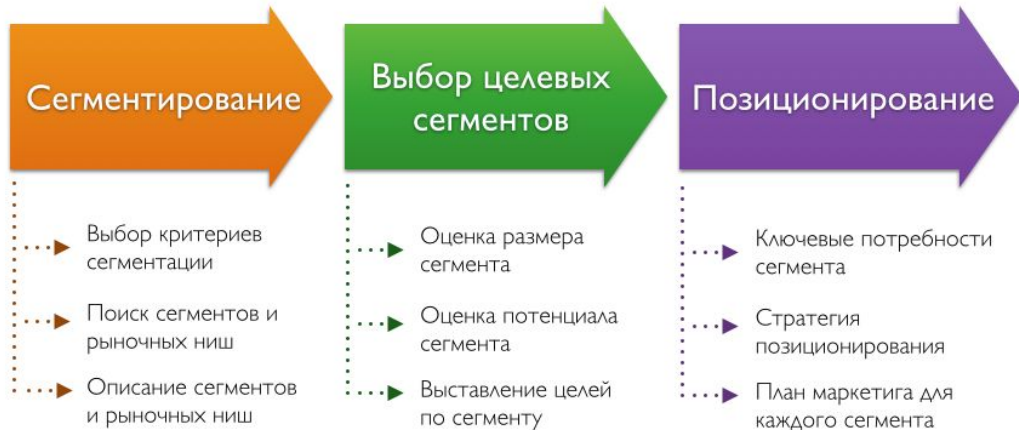 Сегментирование
Выбор критериев
сегментации
Поиск сегментов и
рыночных ниш
Описание сегментов
и рыночных ниш
Выбор целевых
сегментов
Оценка размера
сегмента
Оценка потенциала
сегмента
Выставление целей
по сегменту
Позиционирование
Ключевые потребности
сегмента
Стратегия
позиционирования
План маркетига для
каждого сегмента